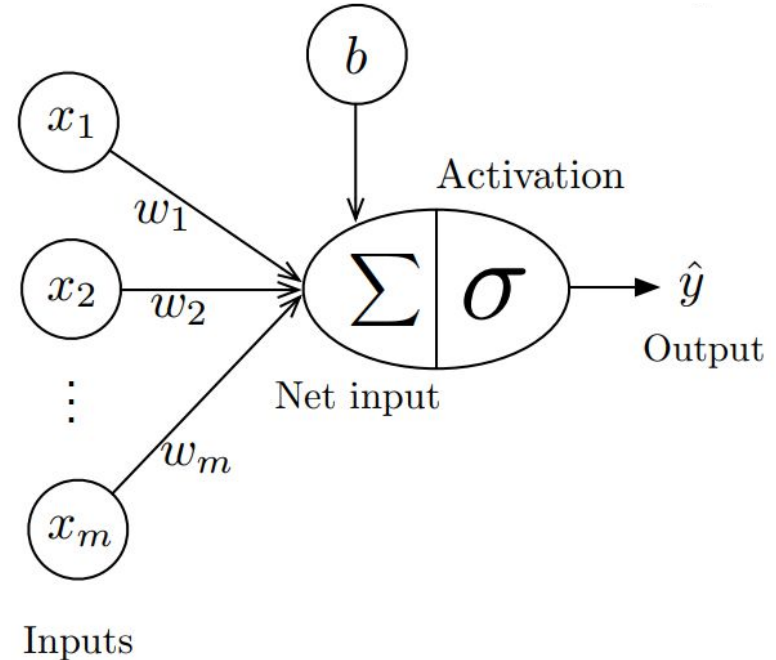 b
x₁
Activation
w₁
x₂
w₂
∑
σ
ŷ
Output
⋮
Net input
wₘ
xₘ
Inputs